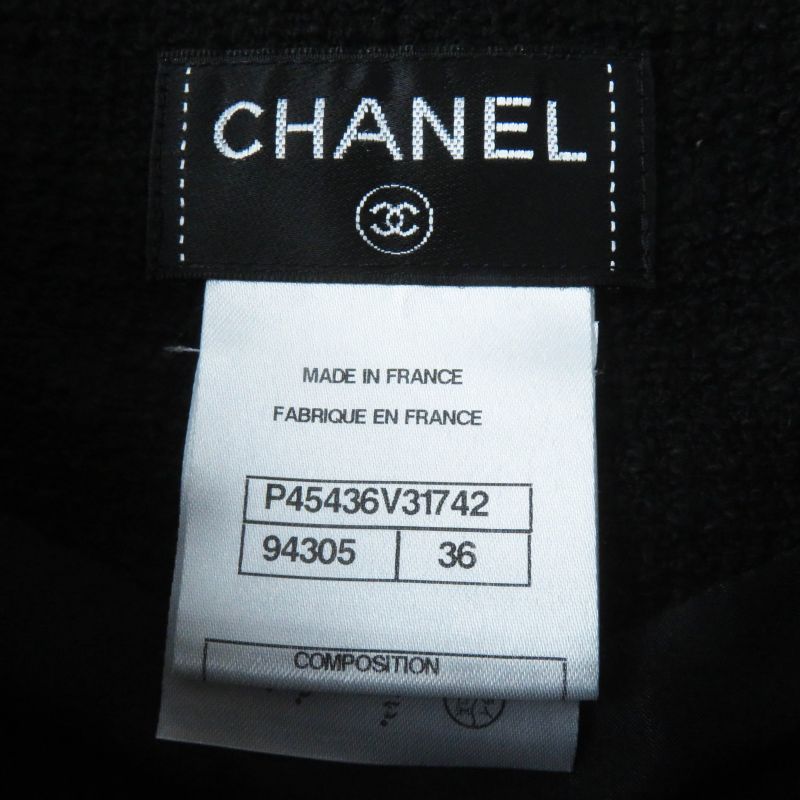 CHANEL
MADE IN FRANCE
FABRIQUE EN FRANCE
P45436V31742
94305 36
COMPOSITION